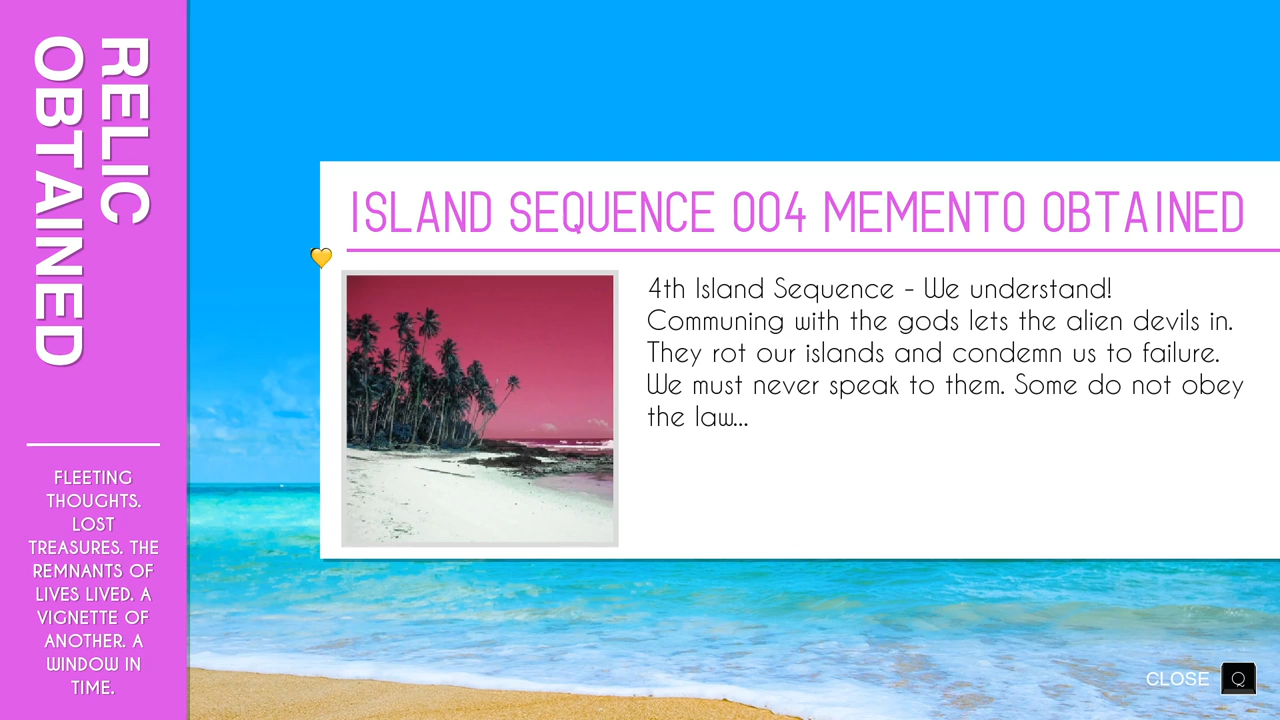 RELIC
OBTAINED
FLEETING
THOUGHTS.
LOST
TREASURES. THE
REMNANTS OF
LIVES LIVED. A
VIGNETTE OF
ANOTHER. A
WINDOW IN
TIME.
ISLAND SEQUENCE 004 MEMENTO OBTAINED
4th Island Sequence - We understand!
Communing with the gods lets the alien devils in.
They rot our islands and condemn us to failure.
We must never speak to them. Some do not obey
the law...
CLOSE Q